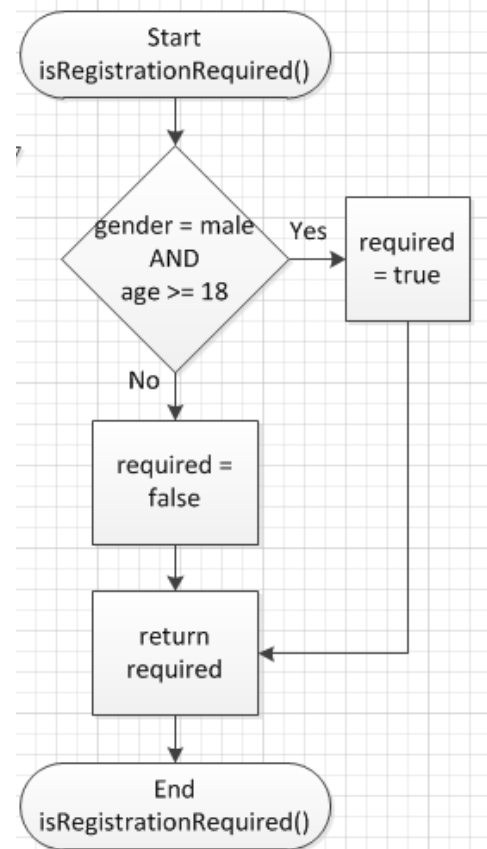 Start
isRegistrationRequired()
gender = male
AND
age >= 18
Yes
required
= true
No
required =
false
return
required
End
isRegistrationRequired()